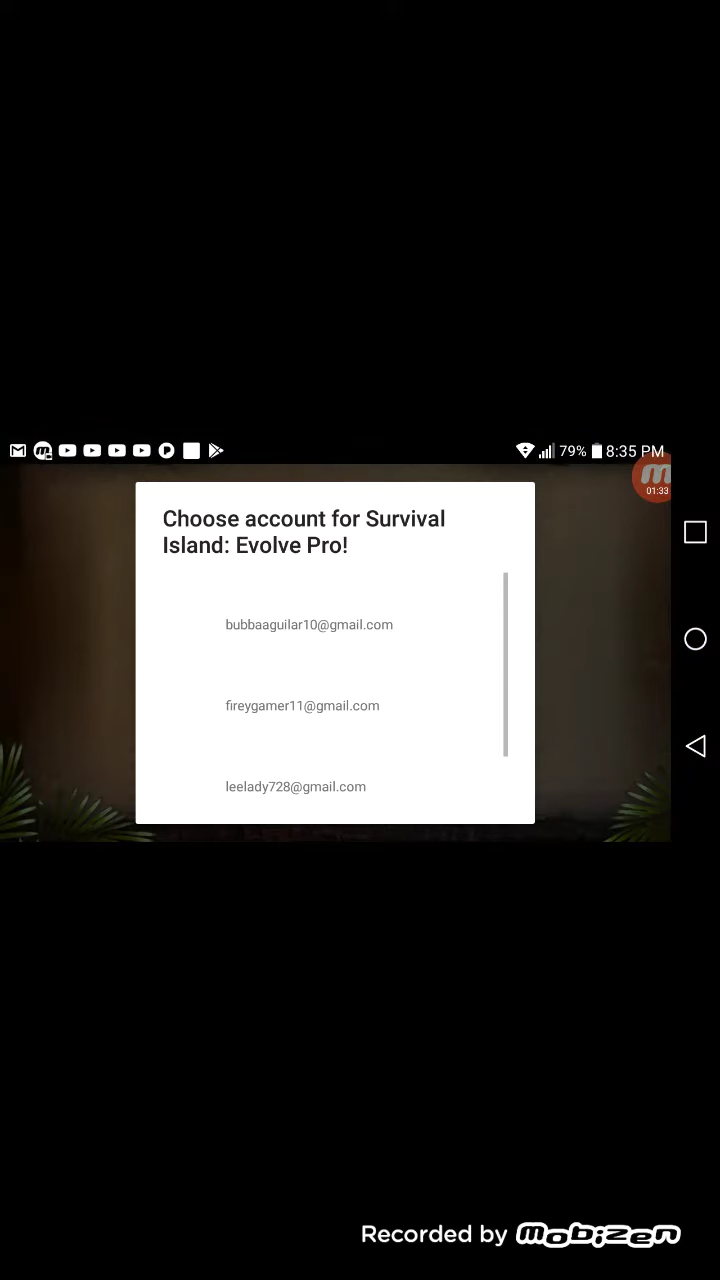 79% 8:35 PM
m
01:33
Choose account for Survival
Island: Evolve Pro!
bubbaaguilar10@gmail.com
fireygamer11@gmail.com
leelady728@gmail.com
Recorded by mobizen